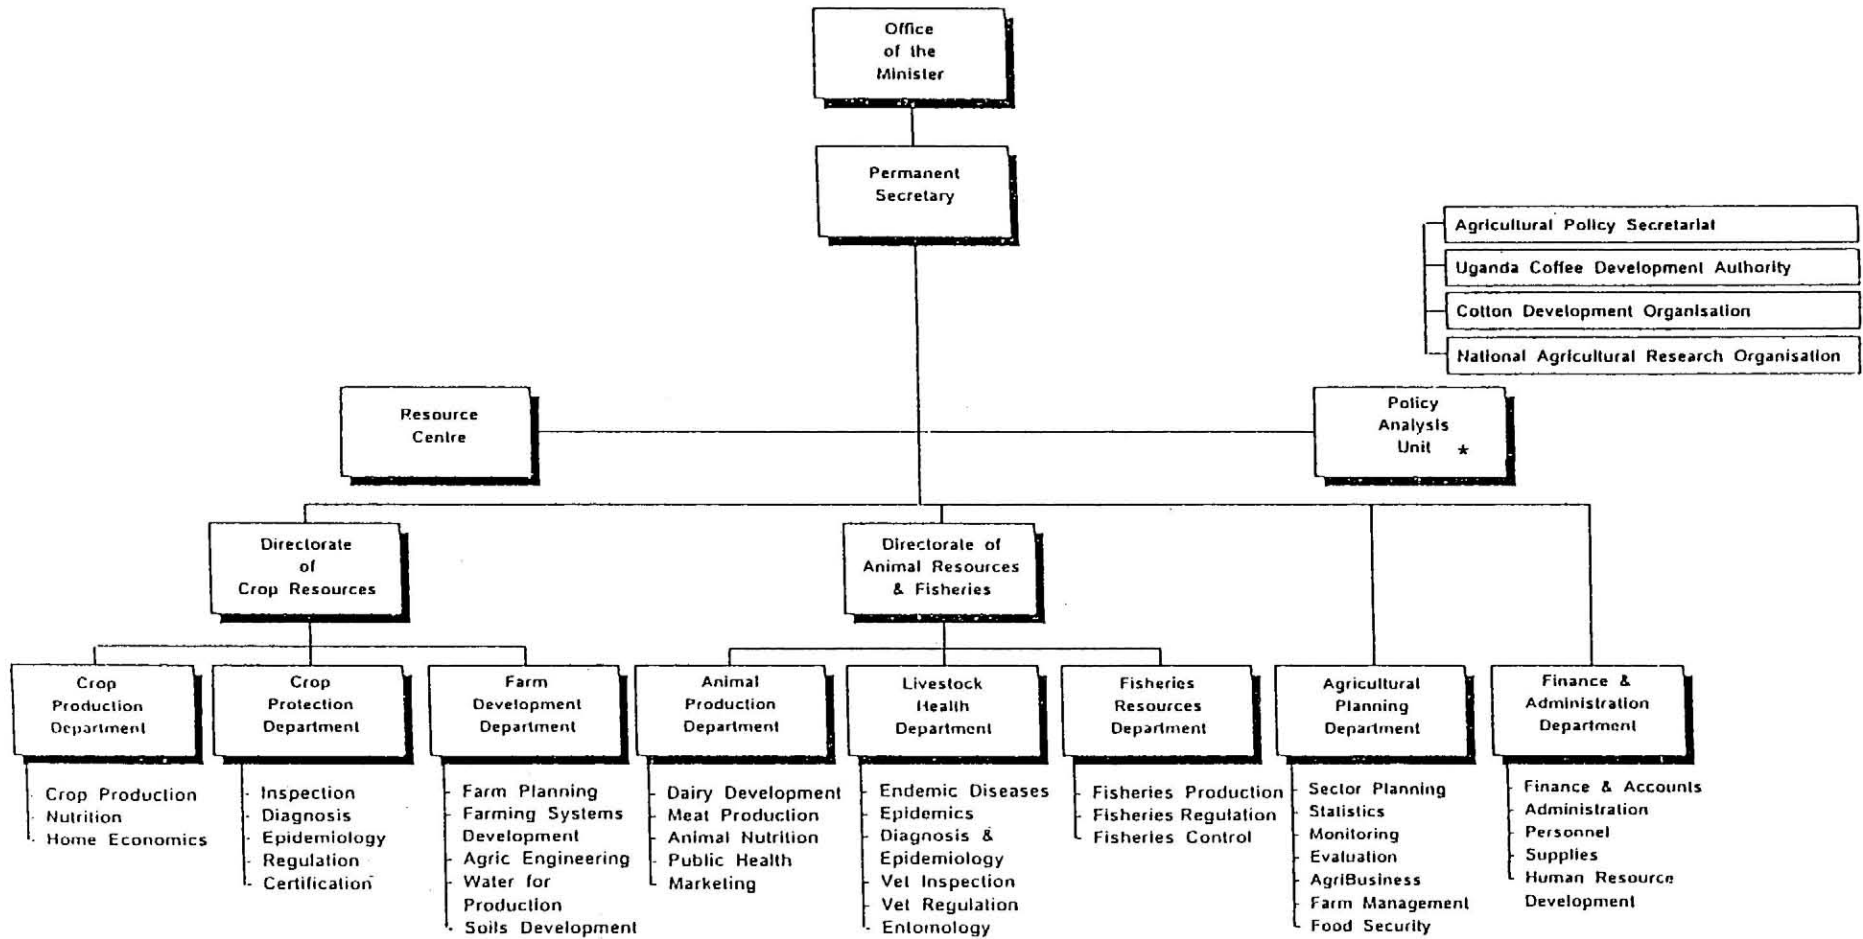 Office
of the
Minister
Permanent
Secretary
Agricultural Policy Secretariat
Uganda Coffee Development Authority
Cotton Development Organisation
National Agricultural Research Organisation
Resource
Centre
Policy
Analysis
Unit *
Directorate
of
Crop Resources
Directorate of
Animal Resources
& Fisheries
Crop
Production
Department
Crop
Protection
Department
Farm
Development
Department
Animal
Production
Department
Livestock
Health
Department
Fisheries
Resources
Department
Agricultural
Planning
Department
Finance &
Administration
Department
Crop Production
Nutrition
Home Economics
Inspection
Diagnosis
Epidemiology
Regulation
Certification
Farm Planning
Farming Systems
Development
Agric Engineering
Water for
Production
Soils Development
Dairy Development
Meat Production
Animal Nutrition
Public Health
Marketing
Endemic Diseases
Epidemics
Diagnosis &
Epidemiology
Vet Inspection
Vet Regulation
Entomology
Fisheries Production
Fisheries Regulation
Fisheries Control
Sector Planning
Statistics
Monitoring
Evaluation
AgriBusiness
Farm Management
Food Security
Finance & Accounts
Administration
Personnel
Supplies
Human Resource
Development